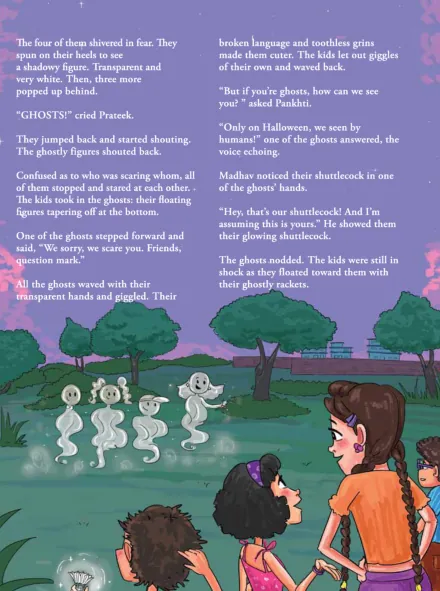 The four of them shivered in fear. They
spun on their heels to see
a shadowy figure. Transparent and
very white. Then, three more
popped up behind.
“GHOSTS!” cried Prateek.
They jumped back and started shouting.
The ghostly figures shouted back.
Confused as to who was scaring whom, all
of them stopped and stared at each other.
The kids took in the ghosts: their floating
figures tapering off at the bottom.
One of the ghosts stepped forward and
said, “We sorry, we scare you. Friends,
question mark.”
All the ghosts waved with their
transparent hands and giggled. Their
broken language and toothless grins
made them cuter. The kids let out giggles
of their own and waved back.
“But if you’re ghosts, how can we see
you? ” asked Pankhti.
“Only on Halloween, we seen by
humans!” one of the ghosts answered, the
voice echoing.
Madhav noticed their shuttlecock in one
of the ghosts’ hands.
“Hey, that’s our shuttlecock! And I’m
assuming this is yours.” He showed them
their glowing shuttlecock.
The ghosts nodded. The kids were still in
shock as they floated toward them with
their ghostly rackets.